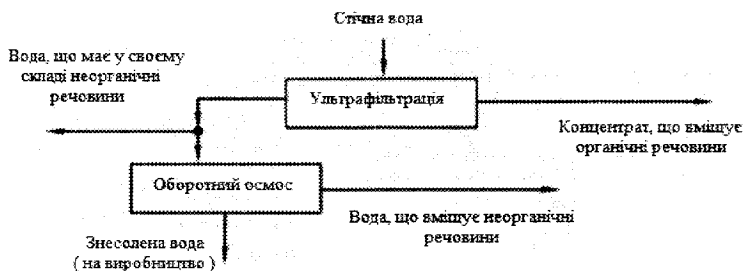 Стічна вода
Вода, що має у своєму
складі неорганічні
речовини
Ультрафільтрація
Концентрат, що вміщує
органічні речовини
Оборотний осмос
Вода, що вміщує неорганічні
речовини
Знесолена вода
( на виробництво )